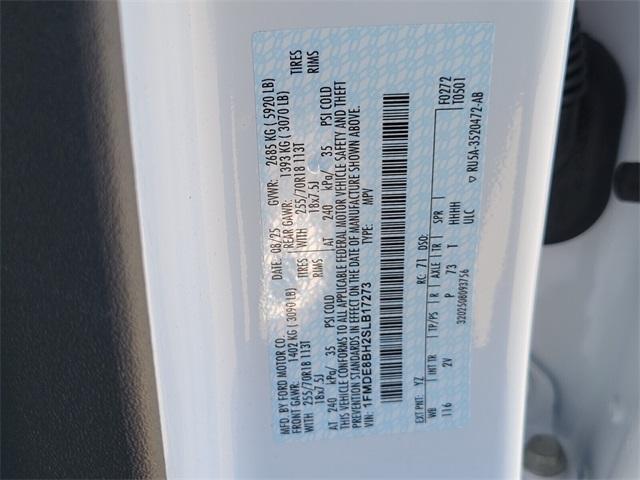 MFD. BY FORD MOTOR CO. DATE: 08/25 GVWR: 2685 KG ( 5920 LB)
FRONT GAWR: 1402 KG ( 3090 LB) REAR GAWR: 1393 KG ( 3070 LB)
255/70R18 113T TIRES WITH 255/70R18 113T TIRES
18x7.5J RIMS 18x7.5J RIMS
AT 240 kPa/ 35 PSI COLD AT 240 kPa/ 35 PSI COLD
THIS VEHICLE CONFORMS TO ALL APPLICABLE FEDERAL MOTOR VEHICLE SAFETY AND THEFT
PREVENTION STANDARDS IN EFFECT ON THE DATE OF MANUFACTURE SHOWN ABOVE.
VIN: 1FMDE8BH2SLB17273 TYPE: MPV
F0272
T0501
EXT PNT: YZ RC: 71 DSO:
WB INT TR TP/PS R AXLE TR SPR
116 2V P 73 T HHHH
ULC
3202508093756
RU5A-3520472-AB